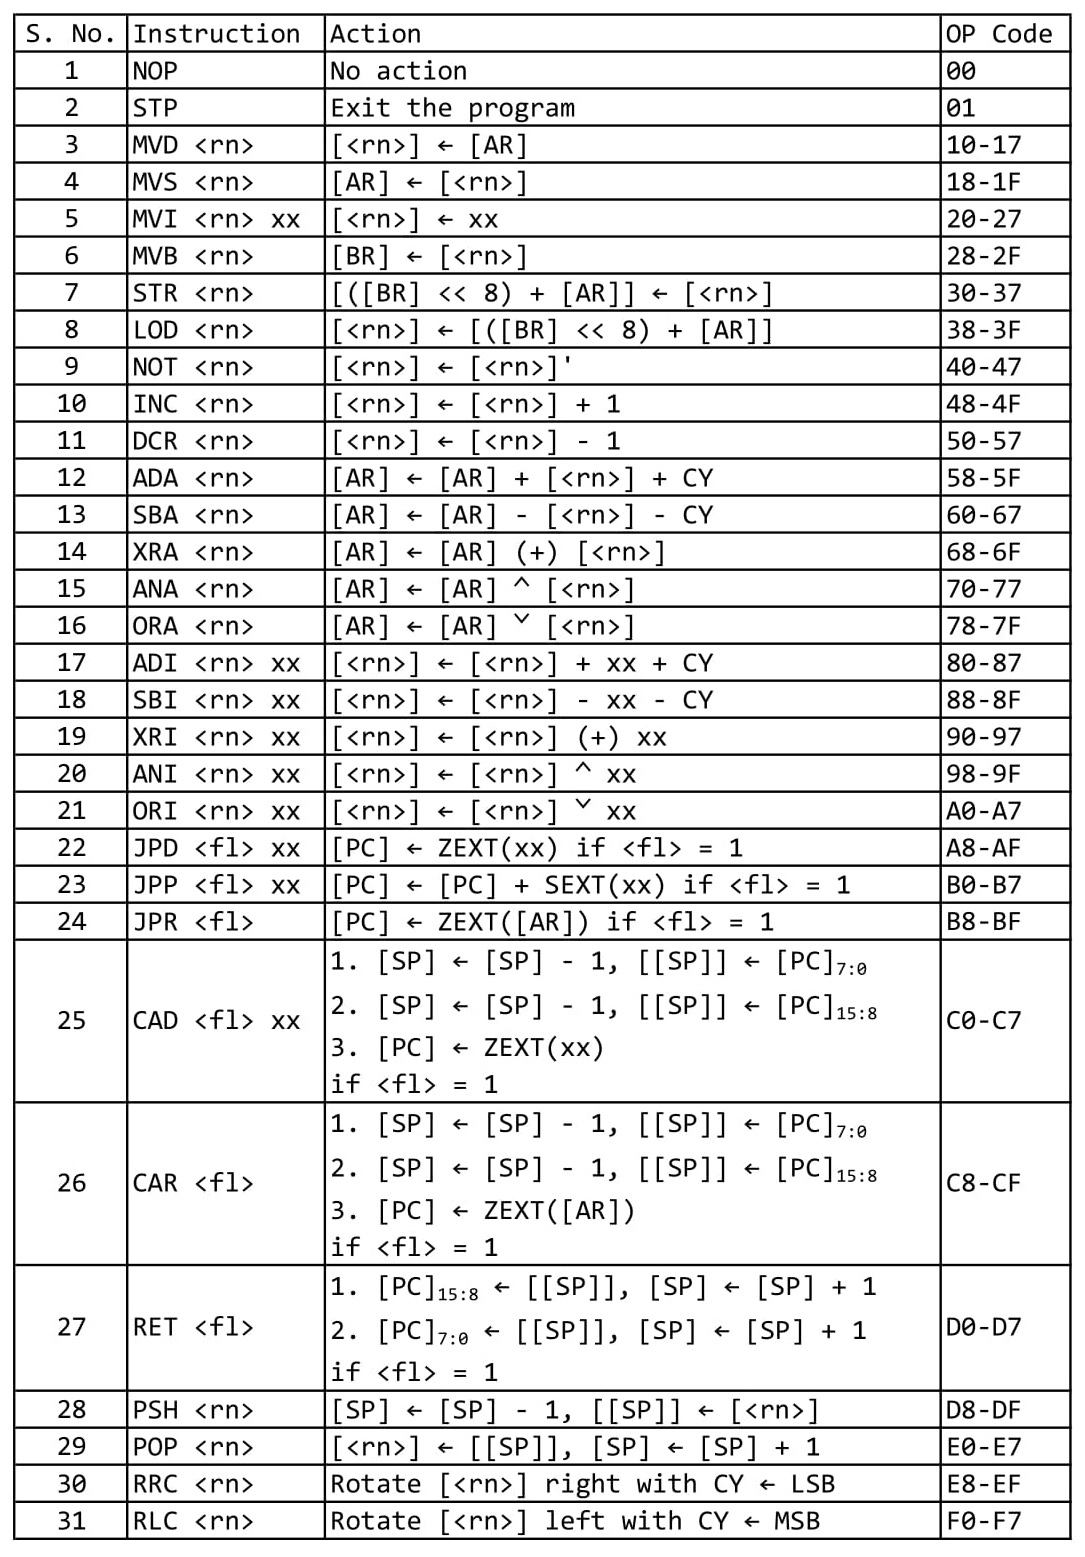 S. No. Instruction Action OP Code
1 NOP No action 00
2 STP Exit the program 01
3 MVD <rn> [<rn>] ← [AR] 10-17
4 MVS <rn> [AR] ← [<rn>] 18-1F
5 MVI <rn> xx [<rn>] ← xx 20-27
6 MVB <rn> [BR] ← [<rn>] 28-2F
7 STR <rn> [([BR] << 8) + [AR]] ← [<rn>] 30-37
8 LOD <rn> [<rn>] ← [([BR] << 8) + [AR]] 38-3F
9 NOT <rn> [<rn>] ← [<rn>]' 40-47
10 INC <rn> [<rn>] ← [<rn>] + 1 48-4F
11 DCR <rn> [<rn>] ← [<rn>] - 1 50-57
12 ADA <rn> [AR] ← [AR] + [<rn>] + CY 58-5F
13 SBA <rn> [AR] ← [AR] - [<rn>] - CY 60-67
14 XRA <rn> [AR] ← [AR] (+) [<rn>] 68-6F
15 ANA <rn> [AR] ← [AR] ^ [<rn>] 70-77
16 ORA <rn> [AR] ← [AR] ˅ [<rn>] 78-7F
17 ADI <rn> xx [<rn>] ← [<rn>] + xx + CY 80-87
18 SBI <rn> xx [<rn>] ← [<rn>] - xx - CY 88-8F
19 XRI <rn> xx [<rn>] ← [<rn>] (+) xx 90-97
20 ANI <rn> xx [<rn>] ← [<rn>] ^ xx 98-9F
21 ORI <rn> xx [<rn>] ← [<rn>] ˅ xx A0-A7
22 JPD <fl> xx [PC] ← ZEXT(xx) if <fl> = 1 A8-AF
23 JPP <fl> xx [PC] ← [PC] + SEXT(xx) if <fl> = 1 B0-B7
24 JPR <fl> [PC] ← ZEXT([AR]) if <fl> = 1 B8-BF
25 CAD <fl> xx 1. [SP] ← [SP] - 1, [[SP]] ← [PC]7:0
2. [SP] ← [SP] - 1, [[SP]] ← [PC]15:8
3. [PC] ← ZEXT(xx)
if <fl> = 1 C0-C7
26 CAR <fl> 1. [SP] ← [SP] - 1, [[SP]] ← [PC]7:0
2. [SP] ← [SP] - 1, [[SP]] ← [PC]15:8
3. [PC] ← ZEXT([AR])
if <fl> = 1 C8-CF
27 RET <fl> 1. [PC]15:8 ← [[SP]], [SP] ← [SP] + 1
2. [PC]7:0 ← [[SP]], [SP] ← [SP] + 1
if <fl> = 1 D0-D7
28 PSH <rn> [SP] ← [SP] - 1, [[SP]] ← [<rn>] D8-DF
29 POP <rn> [<rn>] ← [[SP]], [SP] ← [SP] + 1 E0-E7
30 RRC <rn> Rotate [<rn>] right with CY ← LSB E8-EF
31 RLC <rn> Rotate [<rn>] left with CY ← MSB F0-F7